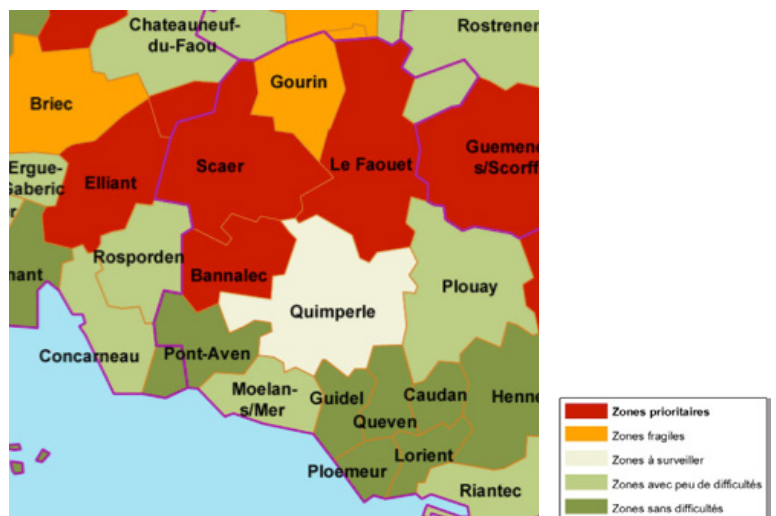 Chateauneuf-
du-Faou
Rostrenen
Gourin
Briec
Guemene
s/Scorff
Scaer
Le Faouet
Ergue-
Gaberic
Elliant
Rosporden
Bannalec
Plouay
Quimperle
Concarneau
Pont-Aven
Moelan-
s/Mer
Guidel
Caudan
Henne
Queven
Lorient
Ploemeur
Riantec
Zones prioritaires
Zones fragiles
Zones à surveiller
Zones avec peu de difficultés
Zones sans difficultés